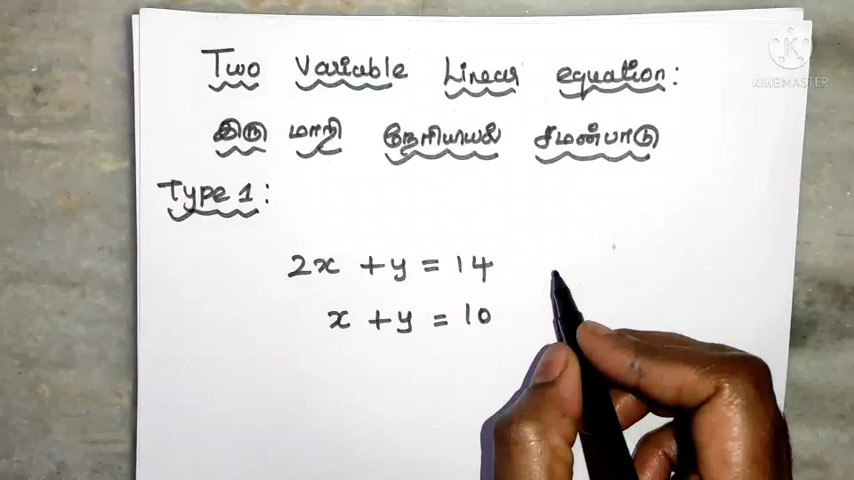 Two Variable Linear equation:
இரு மாறி நேரியியல் சமன்பாடு
Type 1:
2x + y = 14
x + y = 10
KINEMASTER